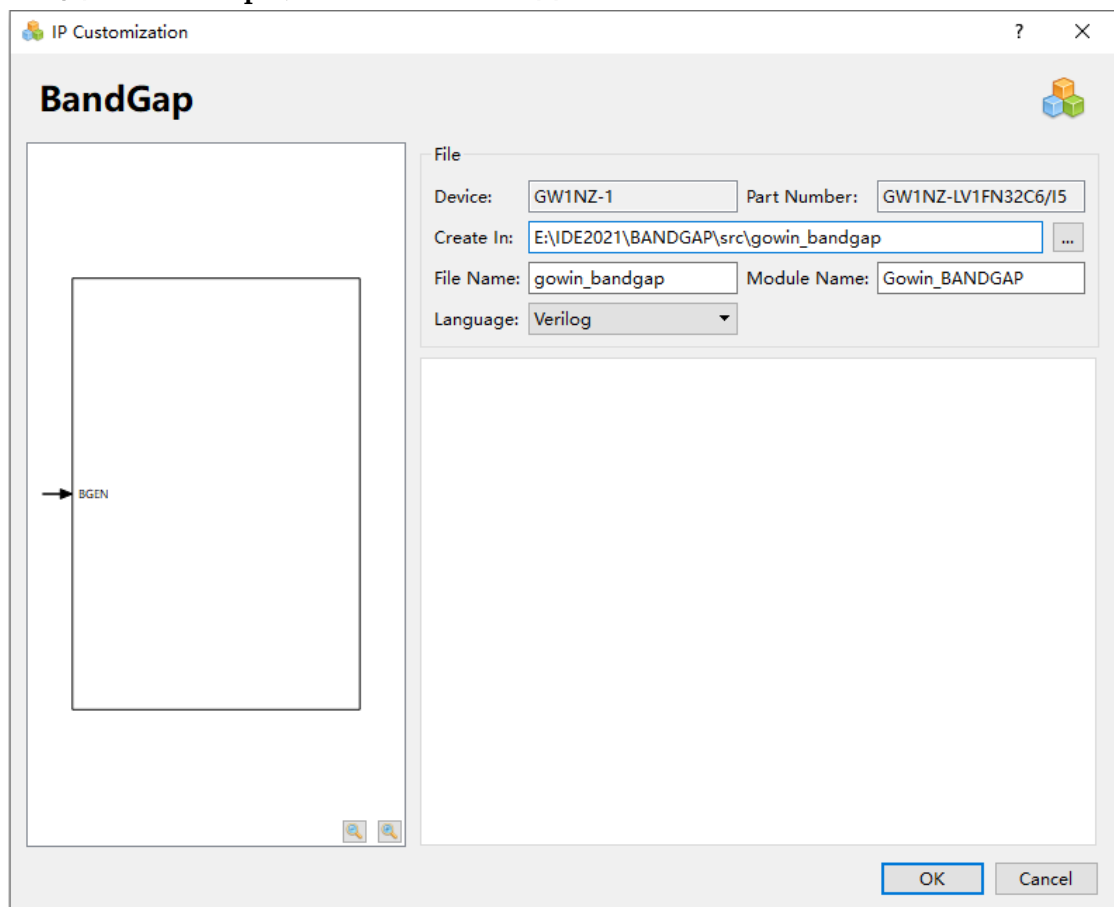 IP Customization ?
BandGap
File
Device: GW1NZ-1 Part Number: GW1NZ-LV1FN32C6/I5
Create In: E:\IDE2021\BANDGAP\src\gowin_bandgap ...
File Name: gowin_bandgap Module Name: Gowin_BANDGAP
Language: Verilog
BGEN
OK Cancel